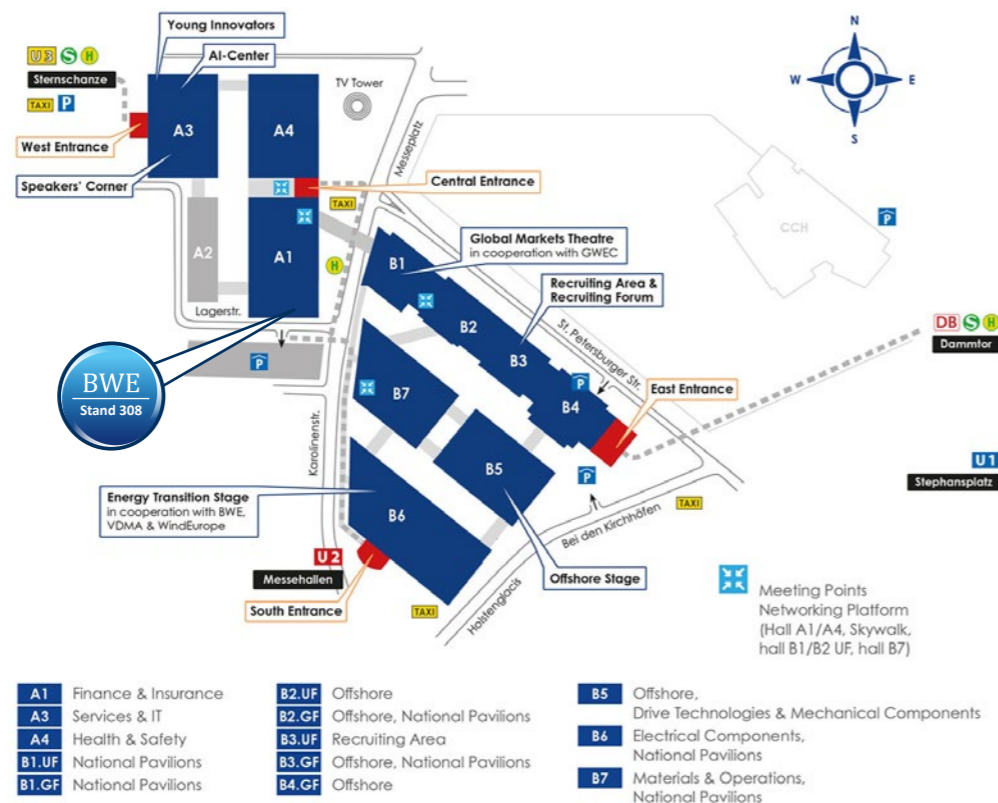 Young Innovators
AI-Center
U3 S H
Sternschanze
TAXI P
West Entrance
Speakers' Corner
A3
A4
TV Tower
Messeplatz
N
W E
S
Central Entrance
TAXI
A2
A1
H
Lagerstr.
P
BWE
Stand 308
Global Markets Theatre
in cooperation with GWEC
Recruiting Area &
Recruiting Forum
CCH
P
B1
B2
B3
B4
St. Petersburger Str.
P
East Entrance
DB S H
Dammtor
U1
Stephansplatz
B7
B5
B6
Karolinenstr.
P
Bei den Kirchhöfen
TAXI
Energy Transition Stage
in cooperation with BWE,
VDMA & WindEurope
U2
Messehallen
South Entrance
TAXI
Holstenglacis
Offshore Stage
Meeting Points
Networking Platform
(Hall A1/A4, Skywalk,
hall B1/B2 UF, hall B7)
A1 Finance & Insurance
A3 Services & IT
A4 Health & Safety
B1.UF National Pavilions
B1.GF National Pavilions
B2.UF Offshore
B2.GF Offshore, National Pavilions
B3.UF Recruiting Area
B3.GF Offshore, National Pavilions
B4.GF Offshore
B5 Offshore,
Drive Technologies & Mechanical Components
B6 Electrical Components,
National Pavilions
B7 Materials & Operations,
National Pavilions